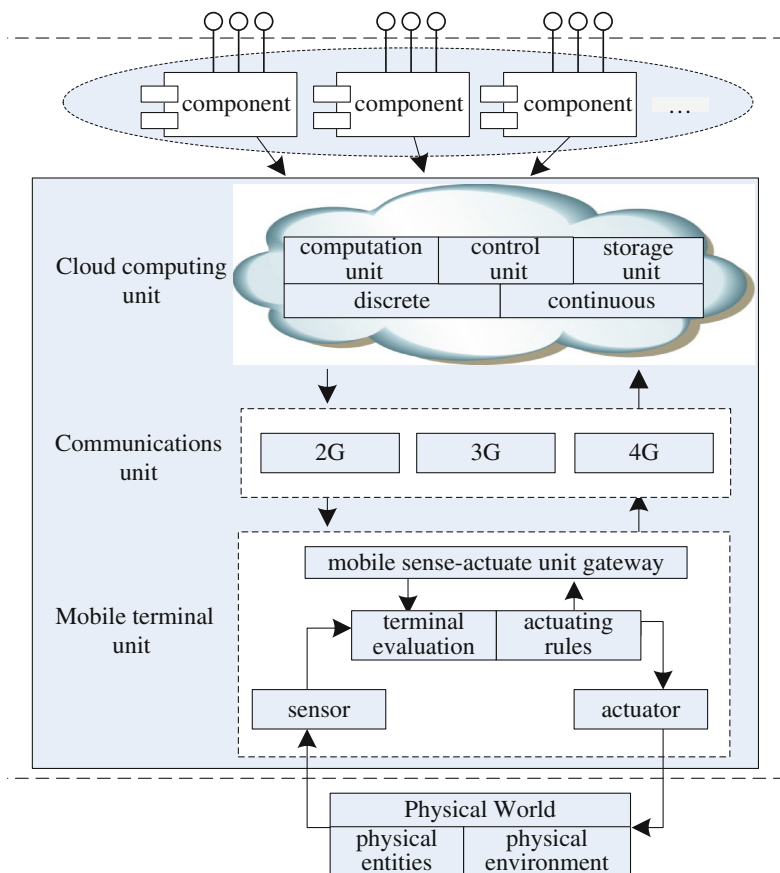 component
component
component
...
Cloud computing
unit
computation
unit
control
unit
storage
unit
discrete
continuous
Communications
unit
2G
3G
4G
Mobile terminal
unit
mobile sense-actuate unit gateway
terminal
evaluation
actuating
rules
sensor
actuator
Physical World
physical
entities
physical
environment